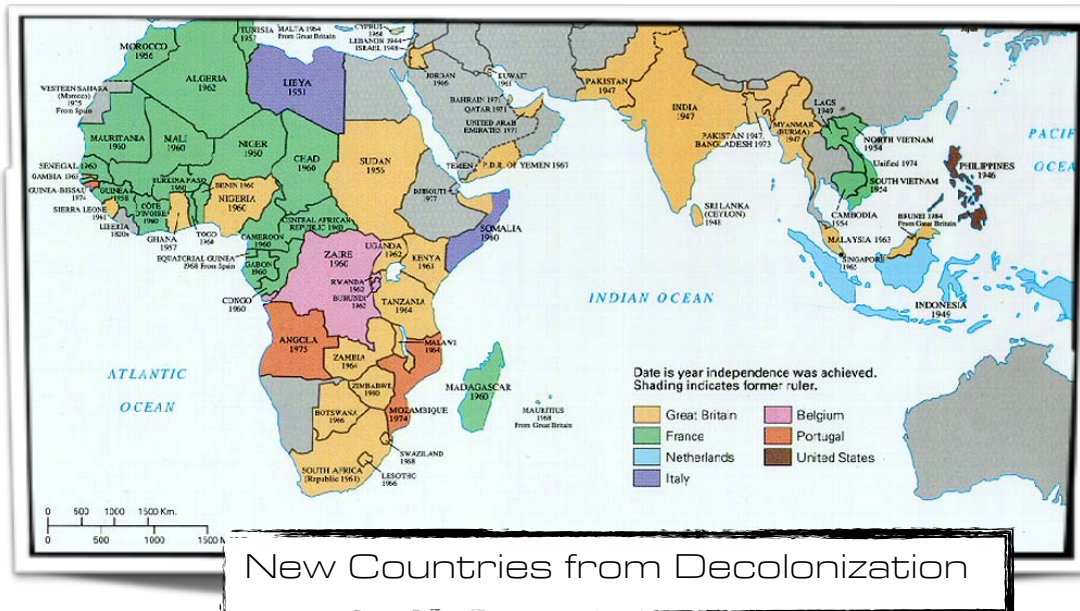 TUNISIA
MALTA 1964
From Great Britain
CYPRUS
1960
LEBANON 1944
ISRAEL 1948
MOROCCO
1956
ALGERIA
1962
LIBYA
1951
JORDAN
1946
KUWAIT
1961
BAHRAIN 1971
QATAR 1971
UNITED ARAB
EMIRATES 1971
WESTERN SAHARA
(Morocco)
1975
From Spain
PAKISTAN
1947
INDIA
1947
PAKISTAN 1947,
BANGLADESH 1973
MYANMAR
(BURMA)
1947
LAOS
1949
NORTH VIETNAM
1954
Unified 1974
SOUTH VIETNAM
1954
PACIF
OCEA
PHILIPPINES
1946
MAURITANIA
1960
MALI
1960
NIGER
1960
CHAD
1960
SUDAN
1956
YEMEN
P.D.R. OF YEMEN 1967
SENEGAL 1960
GAMBIA 1965
GUINEA-BISSAU
1974
GUINEA
1958
BURKINA FASO
1960
BENIN 1960
NIGERIA
1960
DJIBOUTI
1977
SIERRA LEONE
1961
LIBERIA
1820s
CÔTE
D'IVOIRE
1960
GHANA
1957
TOGO
1960
CAMEROON
1960
CENTRAL AFRICAN
REPUBLIC 1960
SOMALIA
1960
SRI LANKA
(CEYLON)
1948
CAMBODIA
1954
BRUNEI 1984
From Great Britain
MALAYSIA 1963
SINGAPORE
1965
EQUATORIAL GUINEA
1968 From Spain
GABON
1960
ZAIRE
1960
UGANDA
1962
KENYA
1963
RWANDA
1962
BURUNDI
1962
CONGO
1960
TANZANIA
1964
INDIAN OCEAN
INDONESIA
1949
ANGOLA
1975
ZAMBIA
1964
MALAWI
1964
ATLANTIC
OCEAN
ZIMBABWE
1980
MADAGASCAR
1960
MAURITIUS
1968
From Great Britain
BOTSWANA
1966
MOZAMBIQUE
1974
SWAZILAND
1968
SOUTH AFRICA
(Republic 1961)
LESOTHO
1966
Date is year independence was achieved.
Shading indicates former ruler.
Great Britain
France
Netherlands
Italy
Belgium
Portugal
United States
0 500 1000 1500 Km.
0 500 1000 1500 M
New Countries from Decolonization